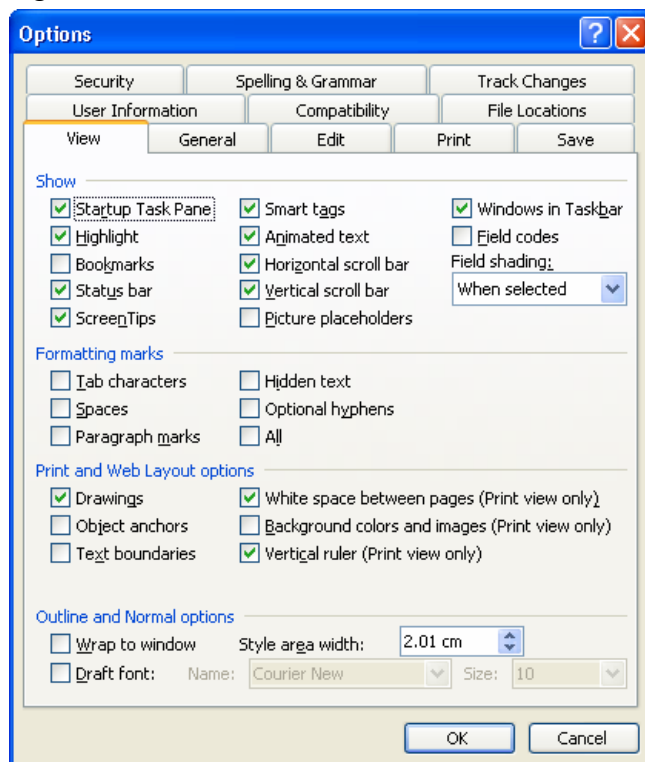 Options
Security Spelling & Grammar Track Changes
User Information Compatibility File Locations
View General Edit Print Save
Show
Startup Task Pane Smart tags Windows in Taskbar
Highlight Animated text Field codes
Bookmarks Horizontal scroll bar Field shading:
Status bar Vertical scroll bar When selected
ScreenTips Picture placeholders
Formatting marks
Tab characters Hidden text
Spaces Optional hyphens
Paragraph marks All
Print and Web Layout options
Drawings White space between pages (Print view only)
Object anchors Background colors and images (Print view only)
Text boundaries Vertical ruler (Print view only)
Outline and Normal options
Wrap to window Style area width: 2.01 cm
Draft font: Name: Courier New Size: 10
OK Cancel